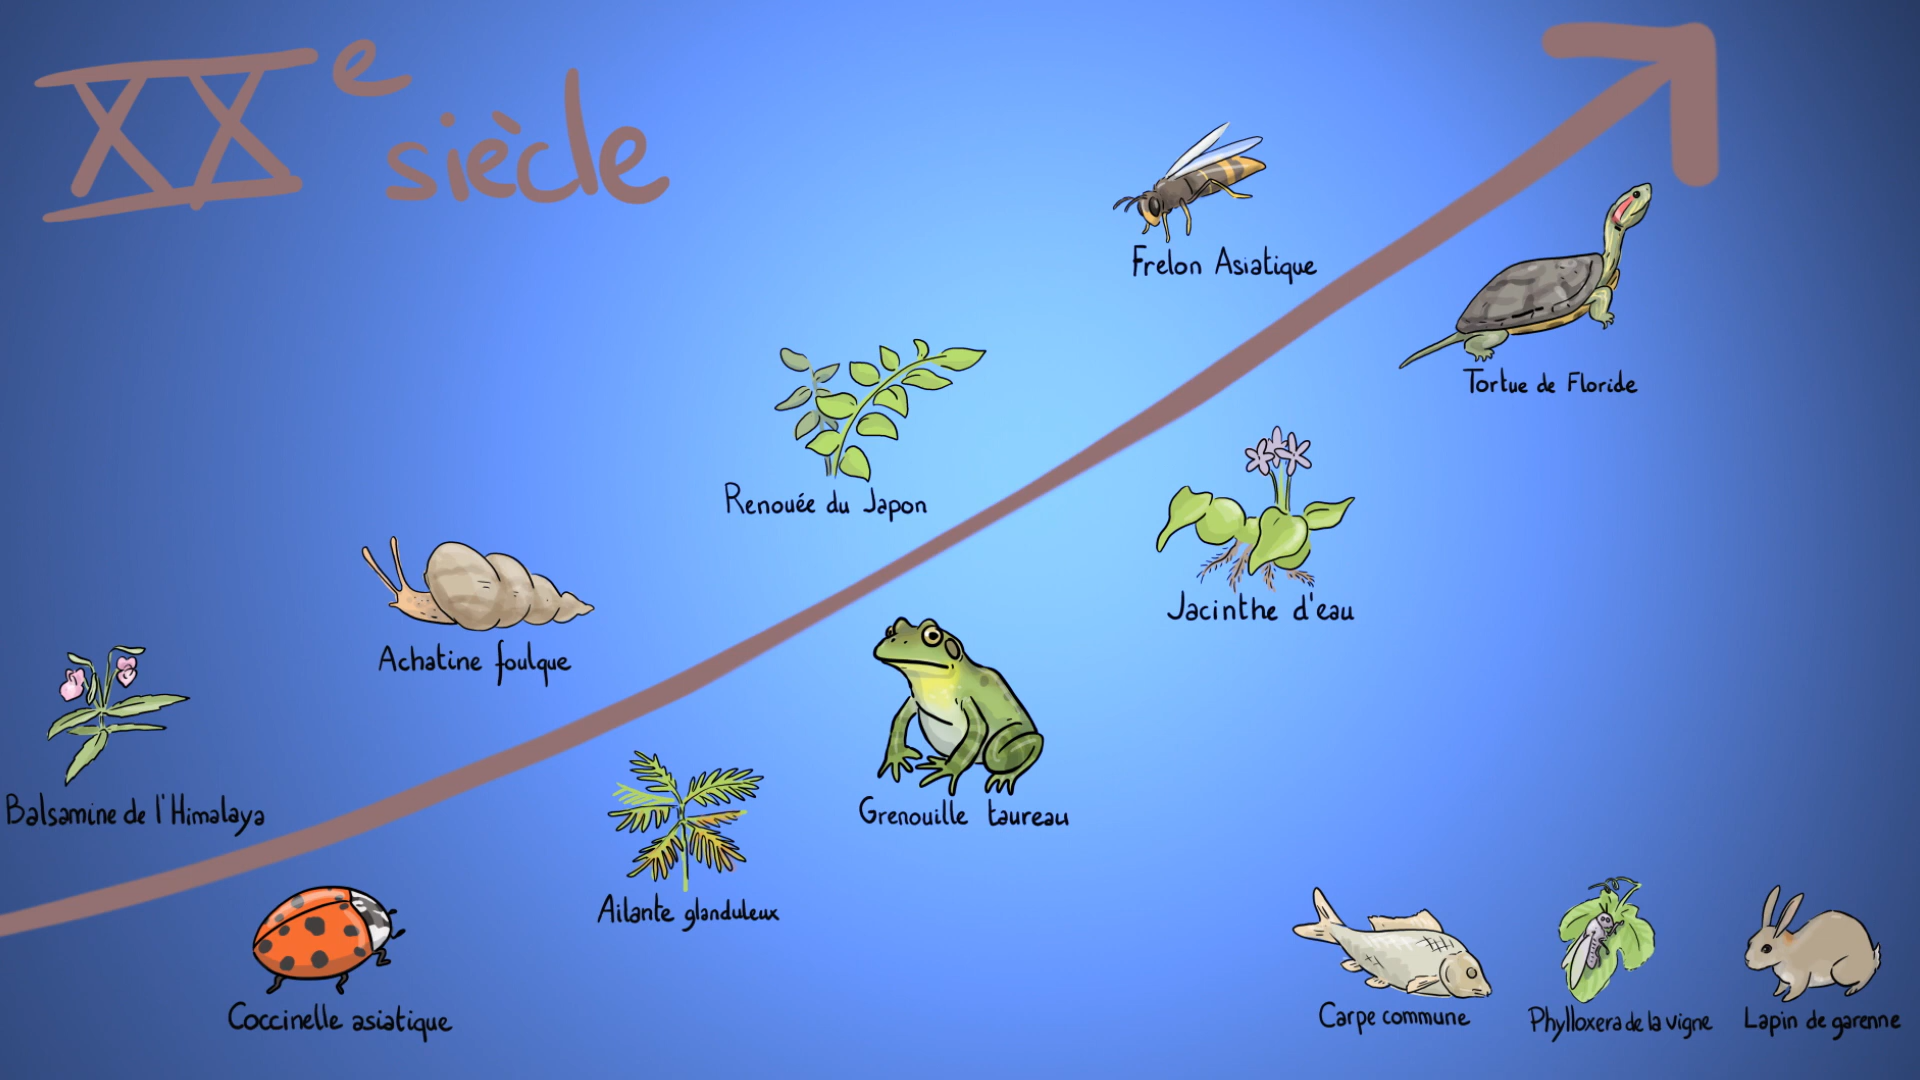 XXe siècle
Frelon Asiatique
Tortue de Floride
Renouée du Japon
Jacinthe d'eau
Achatine foulque
Balsamine de l'Himalaya
Grenouille taureau
Ailante glanduleux
Coccinelle asiatique
Carpe commune
Phylloxera de la vigne
Lapin de garenne